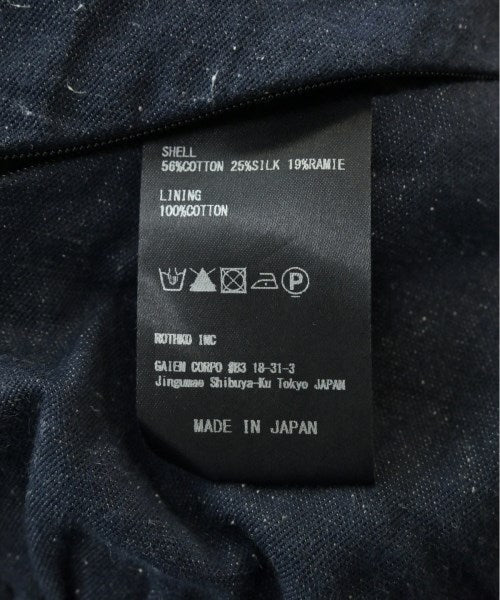 SHELL
56%COTTON 25%SILK 19%RAMIE
LINING
100%COTTON
P
ROTHKO INC
GAIEN CORPO #B3 18-31-3
Jingumae Shibuya-Ku Tokyo JAPAN
MADE IN JAPAN